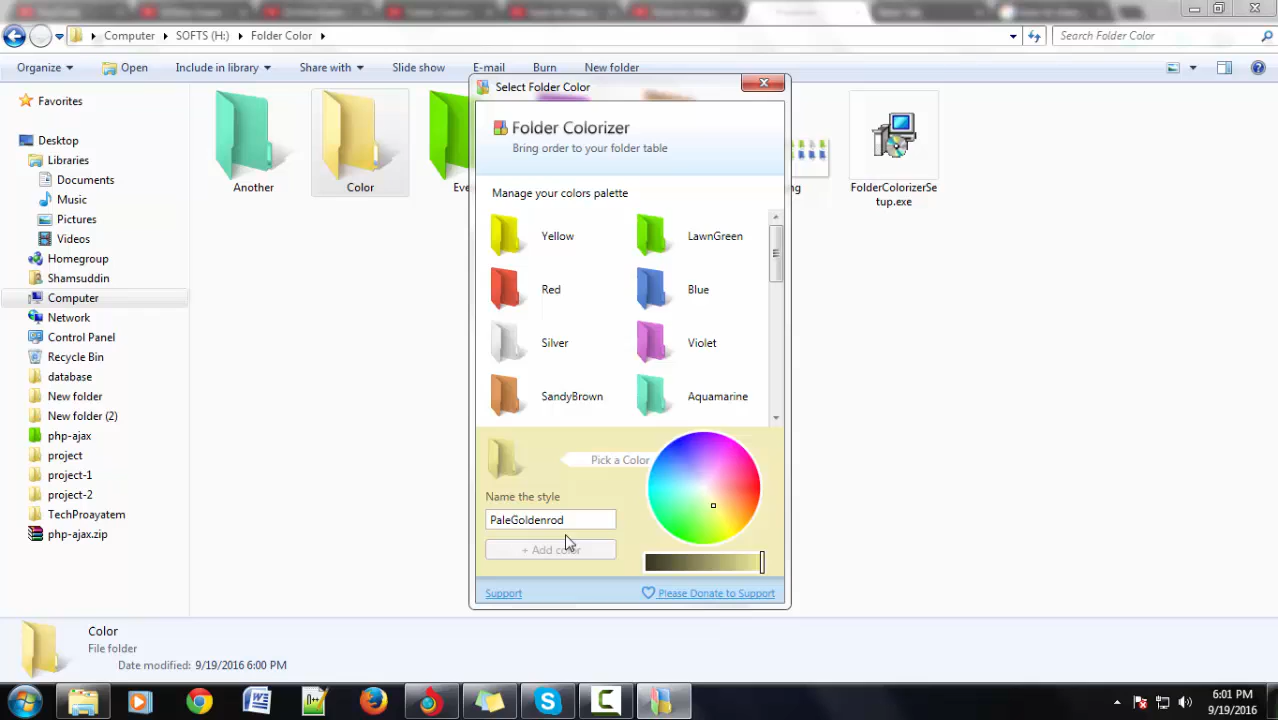 Computer SOFTS (H:) Folder Color
Search Folder Color
Organize Open Include in library Share with Slide show E-mail Burn New folder
Select Folder Color
Folder Colorizer
Bring order to your folder table
Manage your colors palette
Yellow LawnGreen
Red Blue
Silver Violet
SandyBrown Aquamarine
Pick a Color
Name the style
PaleGoldenrod
+ Add color
Support Please Donate to Support
Favorites
Desktop
Libraries
Documents
Music
Pictures
Videos
Homegroup
Shamsuddin
Computer
Network
Control Panel
Recycle Bin
database
New folder
New folder (2)
php-ajax
project
project-1
project-2
TechProayatem
php-ajax.zip
Another Color Eve ng FolderColorizerSe
tup.exe
Color
File folder
Date modified: 9/19/2016 6:00 PM
6:01 PM
9/19/2016